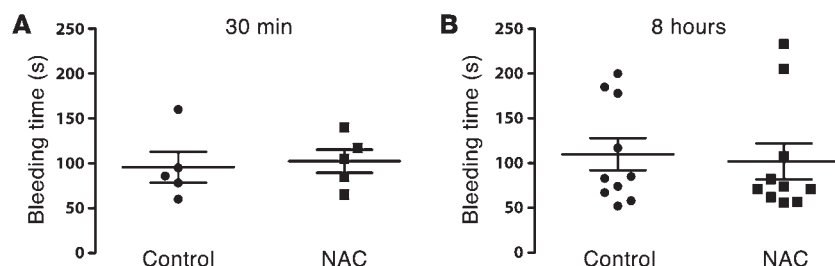 A
30 min
Bleeding time (s)
250
200
150
100
50
0
Control
NAC
B
8 hours
Bleeding time (s)
250
200
150
100
50
0
Control
NAC